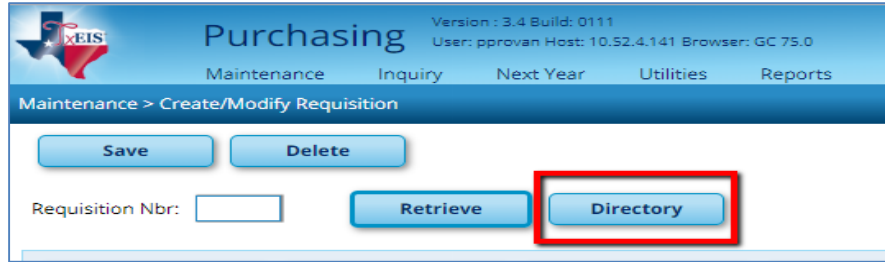 TxEIS
Purchasing
Version : 3.4 Build: 0111
User: pprovan Host: 10.52.4.141 Browser: GC 75.0
Maintenance Inquiry Next Year Utilities Reports
Maintenance > Create/Modify Requisition
Save Delete
Requisition Nbr: Retrieve Directory